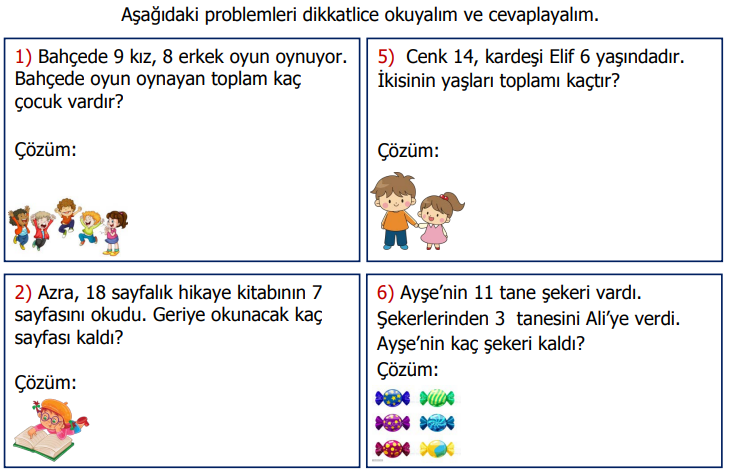 Aşağıdaki problemleri dikkatlice okuyalım ve cevaplayalım.
1) Bahçede 9 kız, 8 erkek oyun oynuyor.
Bahçede oyun oynayan toplam kaç
çocuk vardır?
Çözüm:
5) Cenk 14, kardeşi Elif 6 yaşındadır.
İkisinin yaşları toplamı kaçtır?
Çözüm:
2) Azra, 18 sayfalık hikaye kitabının 7
sayfasını okudu. Geriye okunacak kaç
sayfası kaldı?
Çözüm:
6) Ayşe’nin 11 tane şekeri vardı.
Şekerlerinden 3 tanesini Ali’ye verdi.
Ayşe’nin kaç şekeri kaldı?
Çözüm: